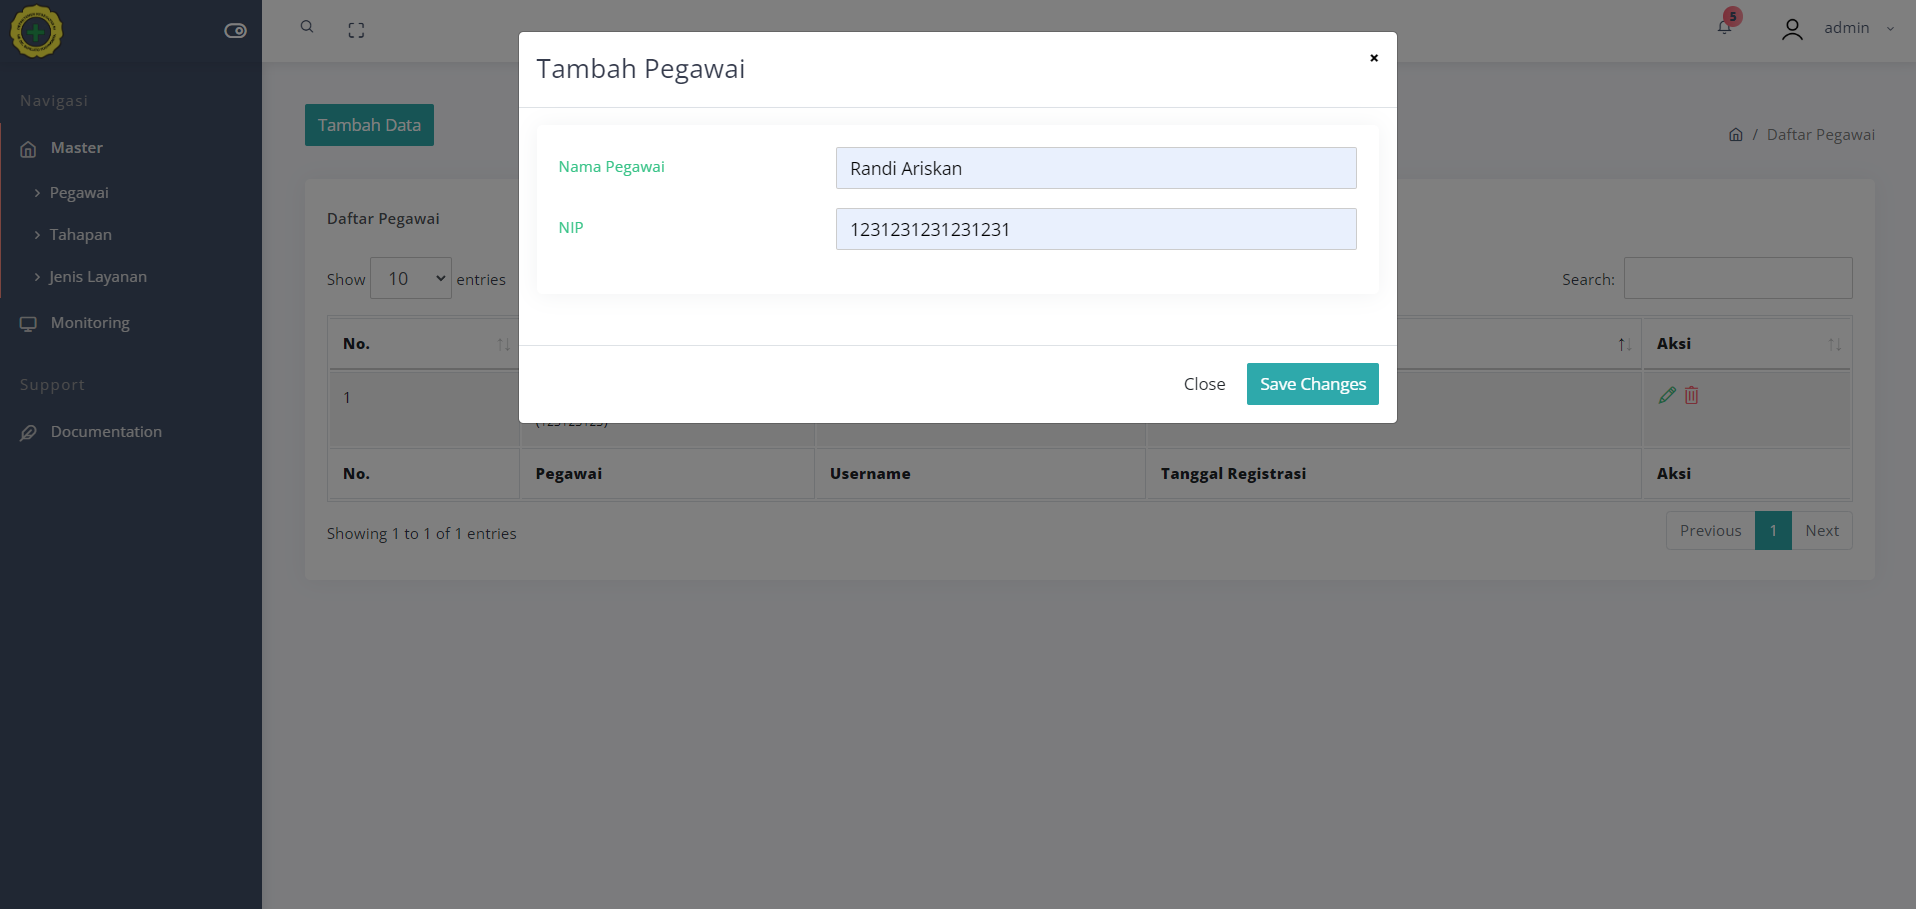 5
admin
Navigasi
Master
Pegawai
Tahapan
Jenis Layanan
Monitoring
Support
Documentation
Tambah Data
/ Daftar Pegawai
Tambah Pegawai
×
Nama Pegawai Randi Ariskan
NIP 1231231231231231
Close Save Changes
Daftar Pegawai
Show 10 entries
Search:
No. Aksi
1
No. Pegawai Username Tanggal Registrasi Aksi
Showing 1 to 1 of 1 entries
Previous 1 Next